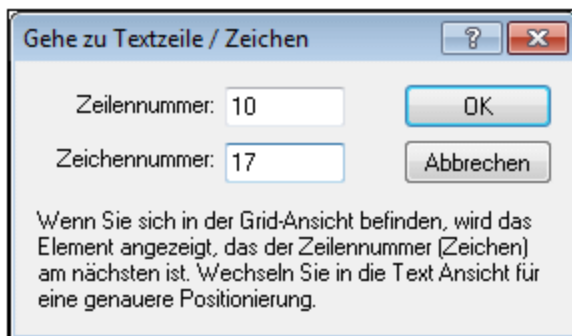 Gehe zu Textzeile / Zeichen
Zeilennummer: 10 OK
Zeichennummer: 17 Abbrechen
Wenn Sie sich in der Grid-Ansicht befinden, wird das
Element angezeigt, das der Zeilennummer (Zeichen)
am nächsten ist. Wechseln Sie in die Text Ansicht für
eine genauere Positionierung.